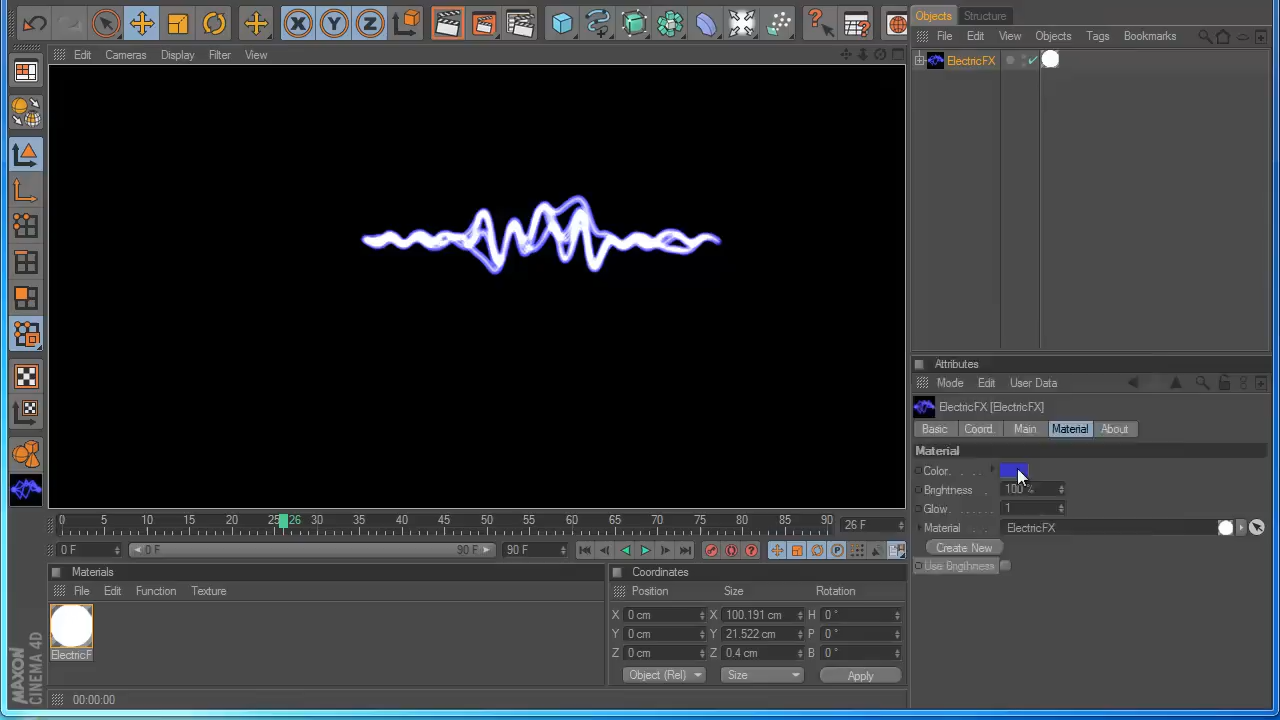 Objects Structure
File Edit View Objects Tags Bookmarks
ElectricFX
Edit Cameras Display Filter View
Attributes
Mode Edit User Data
ElectricFX [ElectricFX]
Basic Coord. Main Material About
Material
Color
Brightness 100 %
Glow 1
Material ElectricFX
Create New
Use Brightness
0 5 10 15 20 25 26 30 35 40 45 50 55 60 65 70 75 80 85 90 26 F
0 F 0 F 90 F 90 F
Materials
File Edit Function Texture
ElectricF
Coordinates
Position Size Rotation
X 0 cm X 100.191 cm H 0 °
Y 0 cm Y 21.522 cm P 0 °
Z 0 cm Z 0.4 cm B 0 °
Object (Rel) Size Apply
00:00:00
MAXON
CINEMA 4D